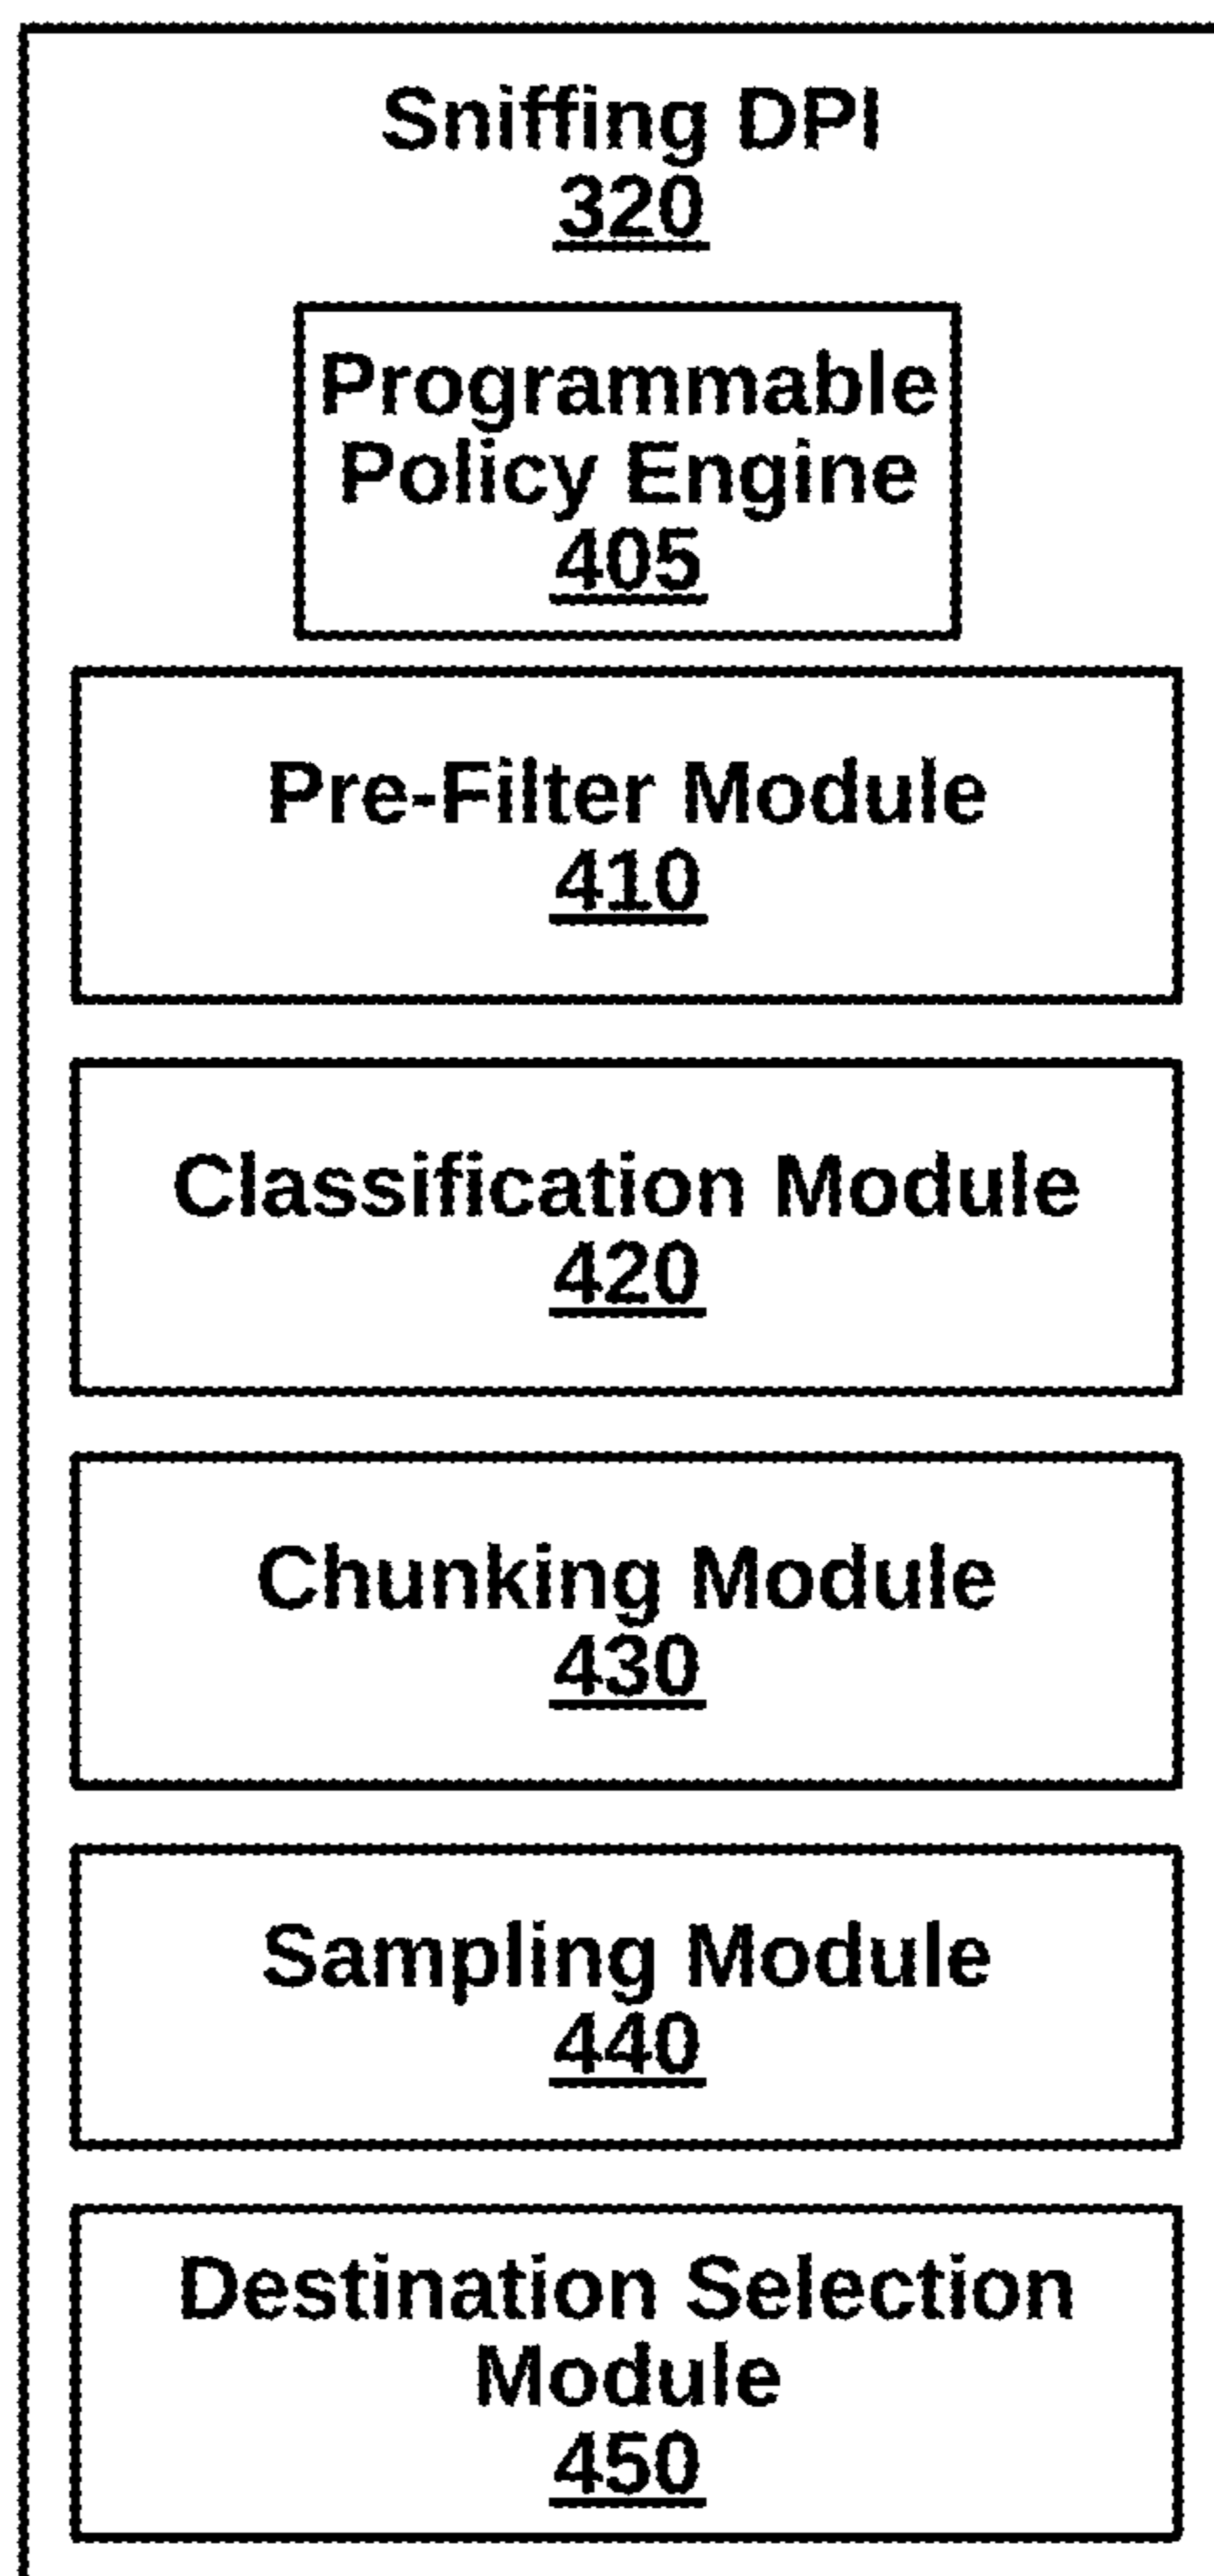 Sniffing DPI
320
Programmable
Policy Engine
405
Pre-Filter Module
410
Classification Module
420
Chunking Module
430
Sampling Module
440
Destination Selection
Module
450